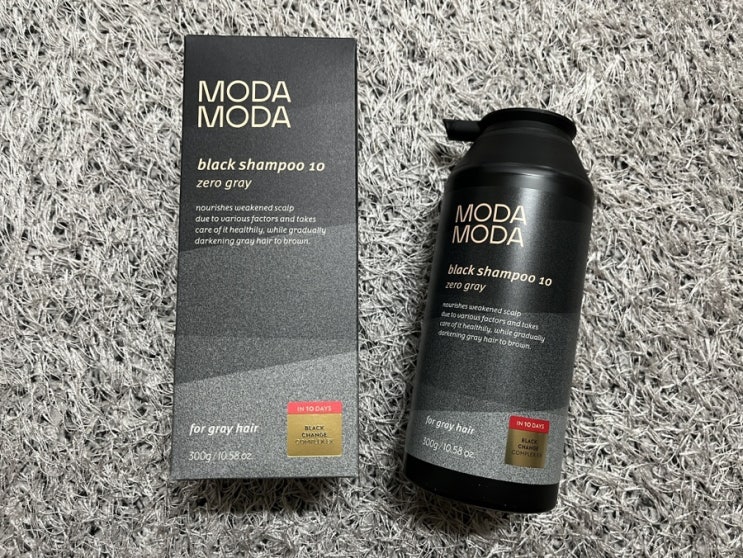 MODA
MODA
black shampoo 10
zero gray
nourishes weakened scalp
due to various factors and takes
care of it healthily, while gradually
darkening gray hair to brown.
for gray hair
300g / 10.58 oz.
IN 10 DAYS
BLACK
CHANGE
COMPLEX
MODA
MODA
black shampoo 10
zero gray
nourishes weakened scalp
due to various factors and takes
care of it healthily, while gradually
darkening gray hair to brown.
for gray hair
300g / 10.58 oz.
IN 10 DAYS
BLACK
CHANGE